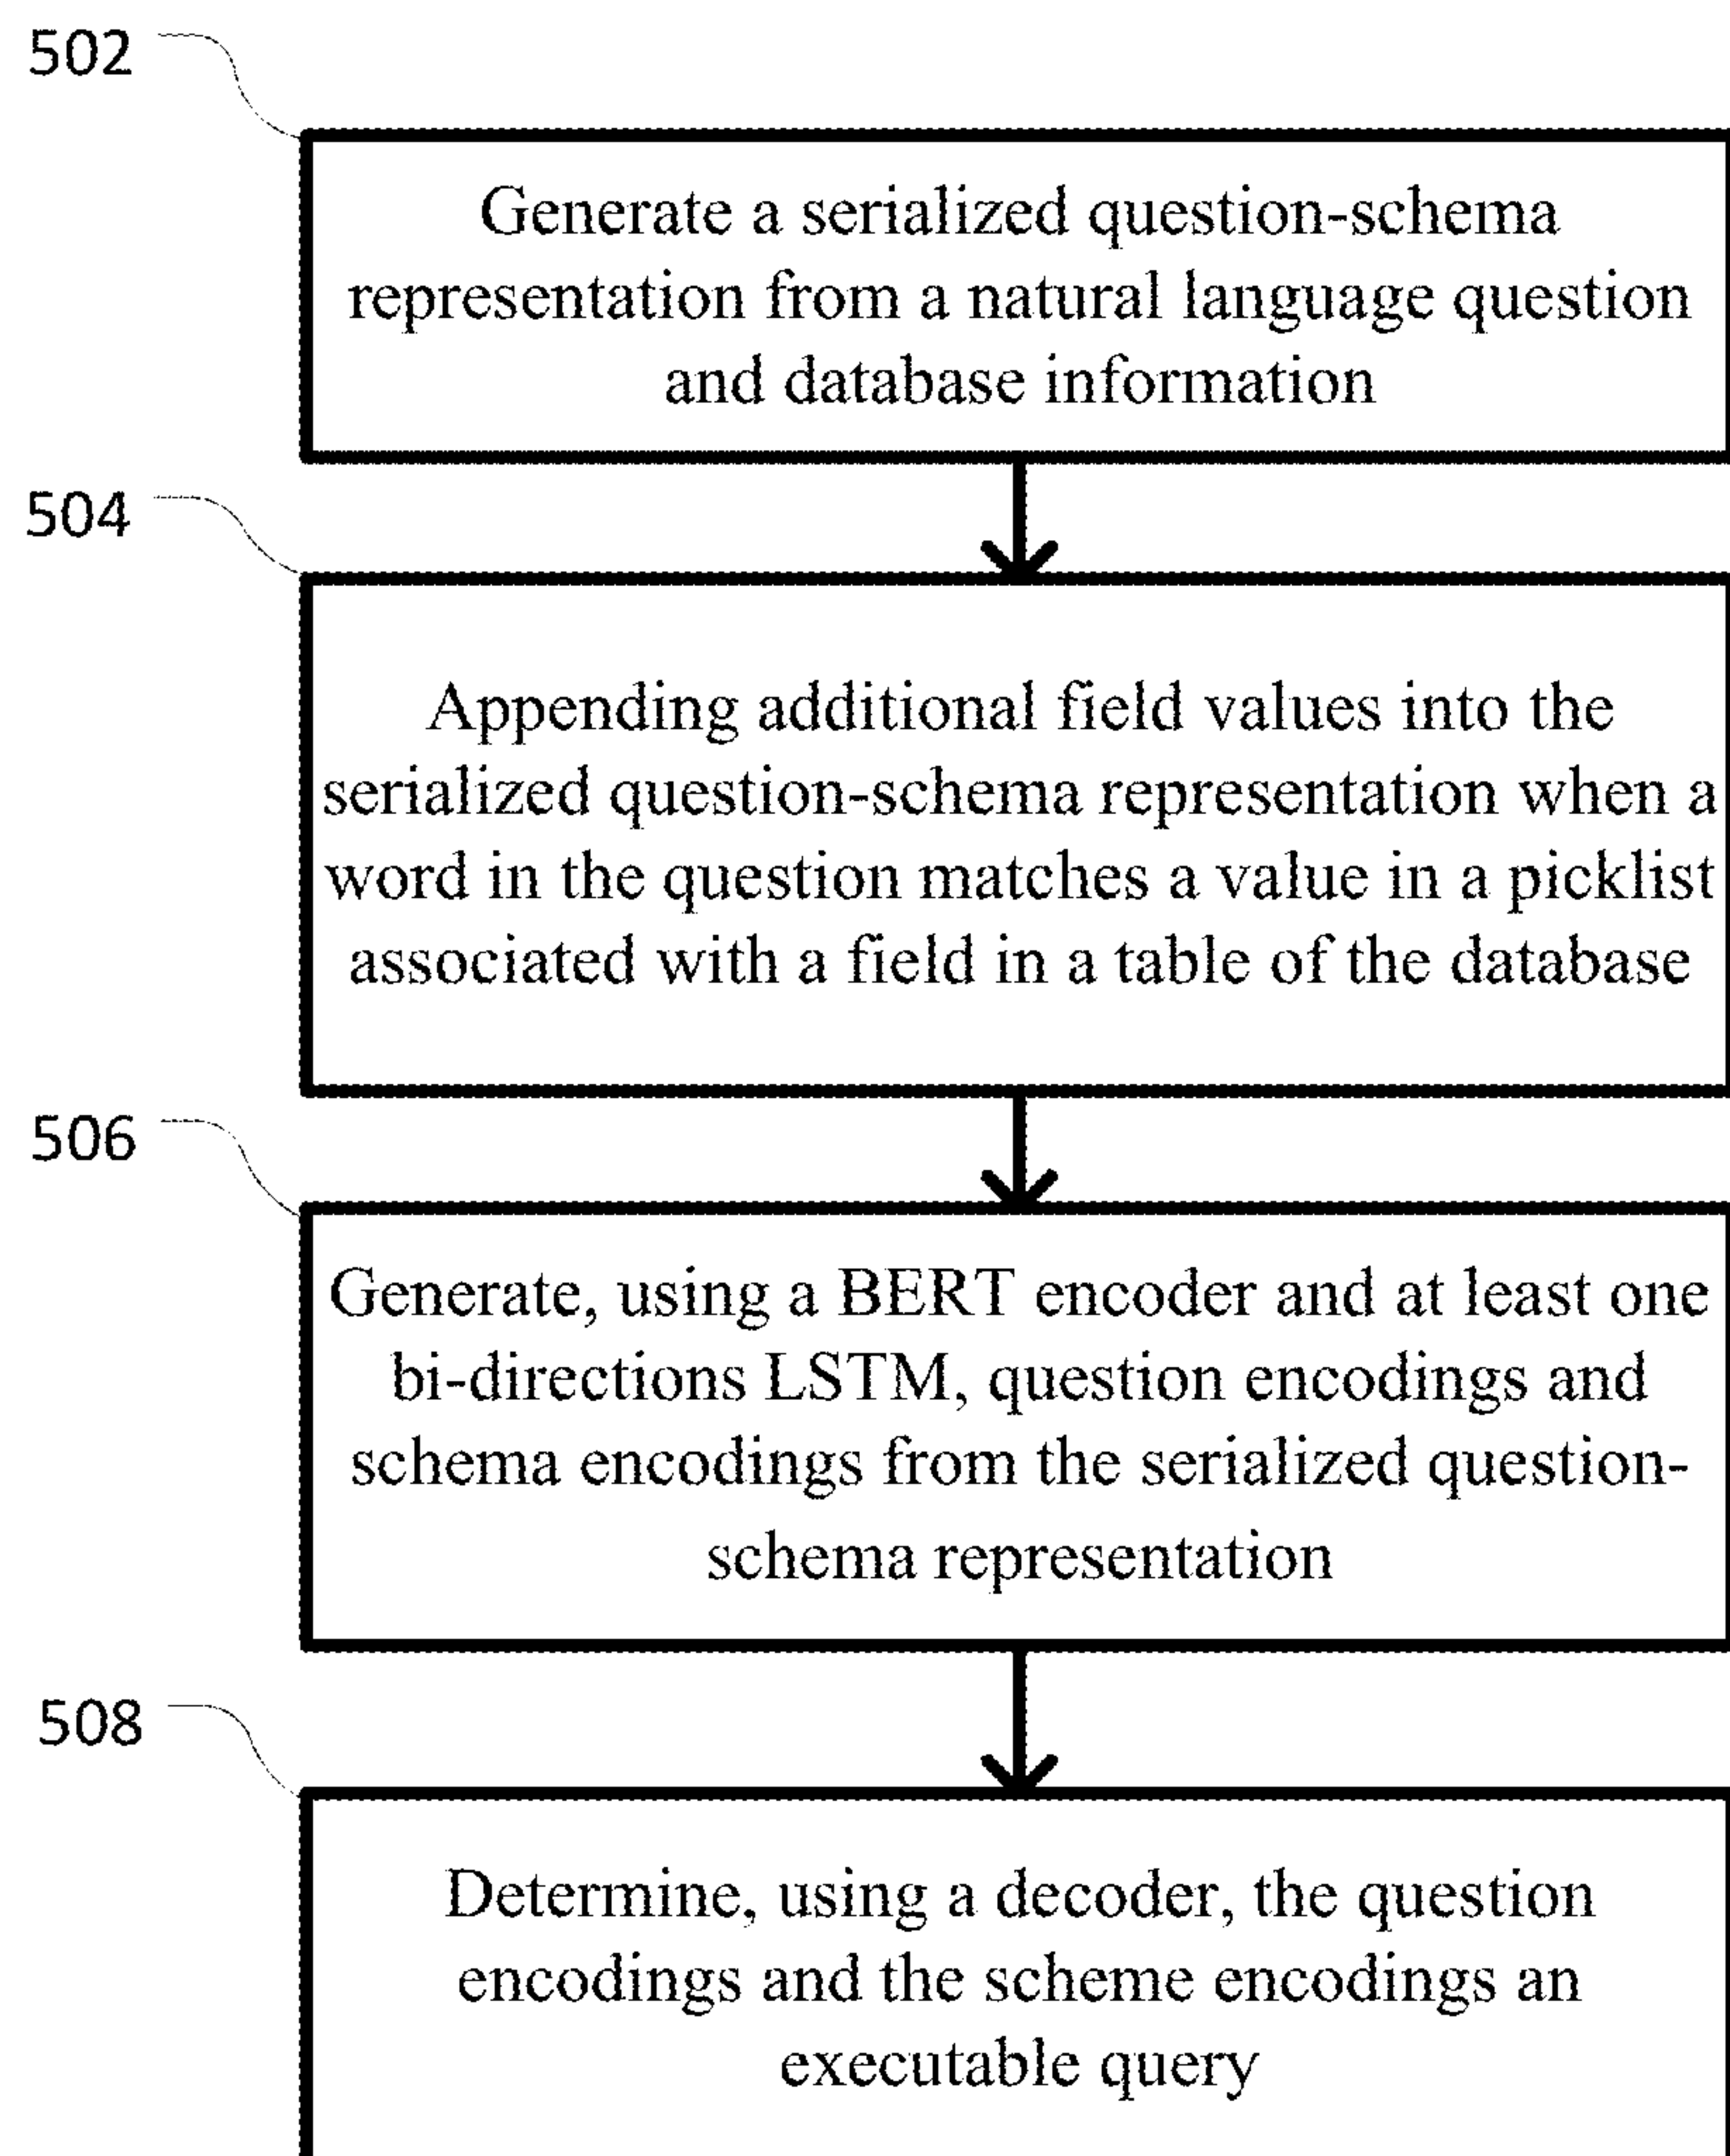 502
Generate a serialized question-schema
representation from a natural language question
and database information
504
Appending additional field values into the
serialized question-schema representation when a
word in the question matches a value in a picklist
associated with a field in a table of the database
506
Generate, using a BERT encoder and at least one
bi-directions LSTM, question encodings and
schema encodings from the serialized question-
schema representation
508
Determine, using a decoder, the question
encodings and the scheme encodings an
executable query